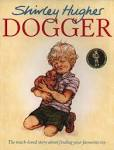 Shirley Hughes
DOGGER
The much-loved story about finding your favourite toy